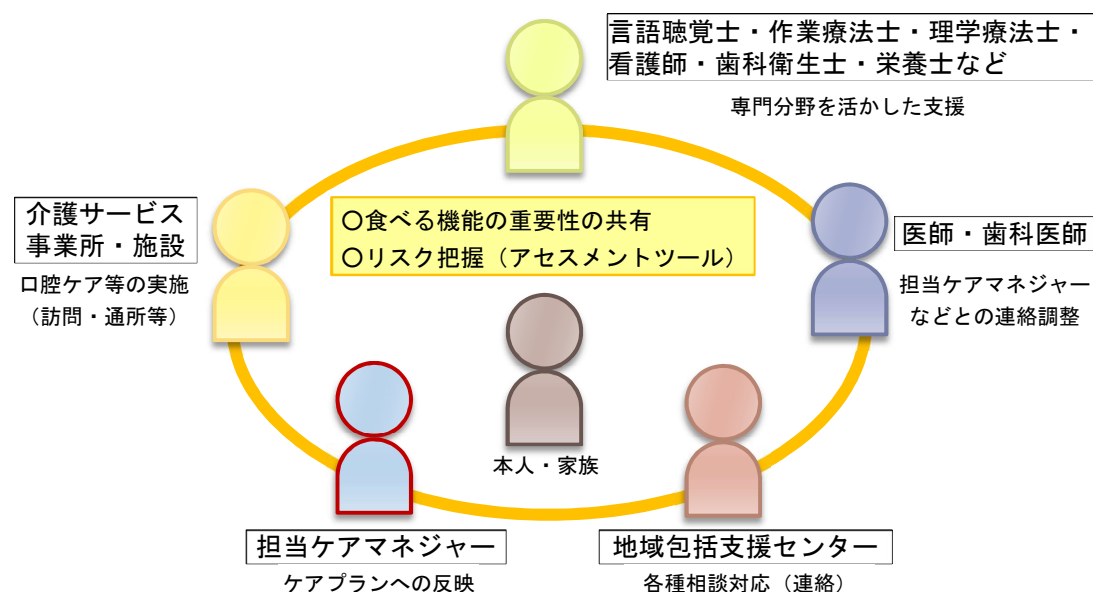 言語聴覚士・作業療法士・理学療法士・
看護師・歯科衛生士・栄養士など
専門分野を活かした支援
介護サービス
事業所・施設
口腔ケア等の実施
（訪問・通所等）
〇食べる機能の重要性の共有
〇リスク把握（アセスメントツール）
医師・歯科医師
担当ケアマネジャー
などとの連絡調整
本人・家族
担当ケアマネジャー
ケアプランへの反映
地域包括支援センター
各種相談対応（連絡）